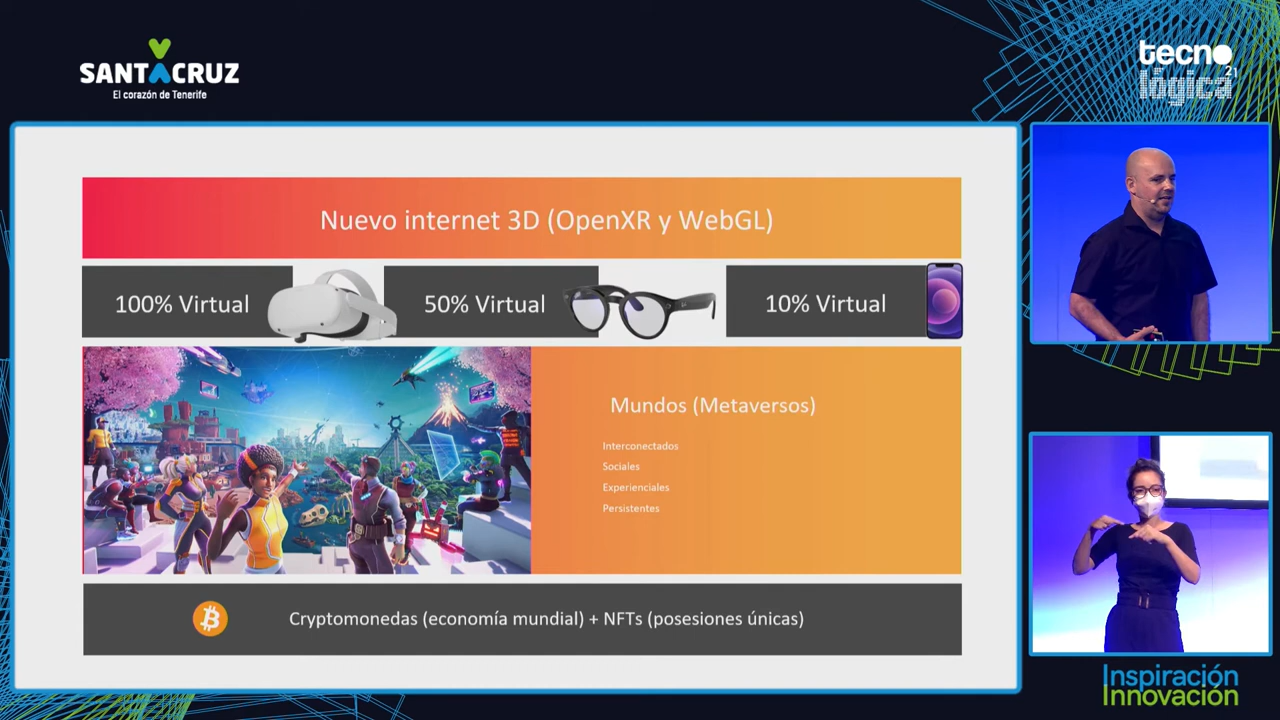 SANTACRUZ
El corazón de Tenerife
tecno
lógica
21
Nuevo internet 3D (OpenXR y WebGL)
100% Virtual
50% Virtual
10% Virtual
Mundos (Metaversos)
Interconectados
Sociales
Experienciales
Persistentes
Cryptomonedas (economía mundial) + NFTs (posesiones únicas)
Inspiración
Innovación